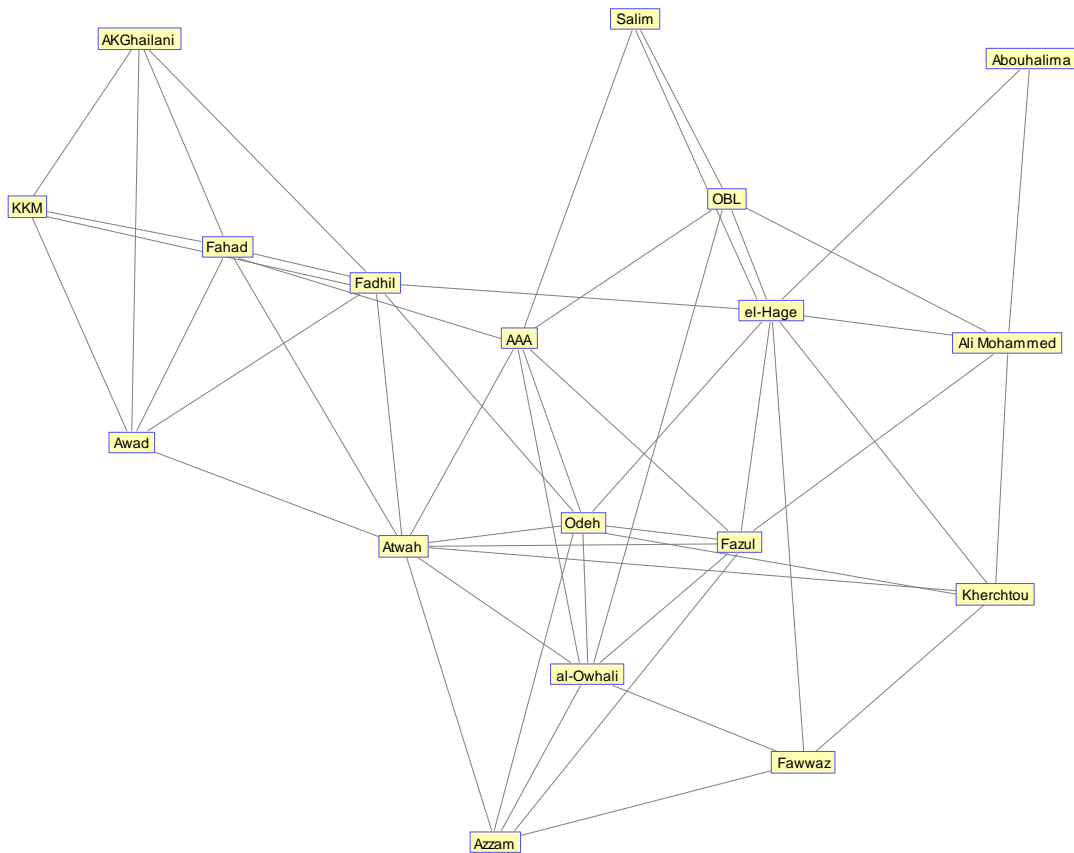 Salim
AKGhailani
Abouhalima
OBL
KKM
Fahad
Fadhil
el-Hage
AAA
Ali Mohammed
Awad
Odeh
Atwah
Fazul
Kherchtou
al-Owhali
Fawwaz
Azzam